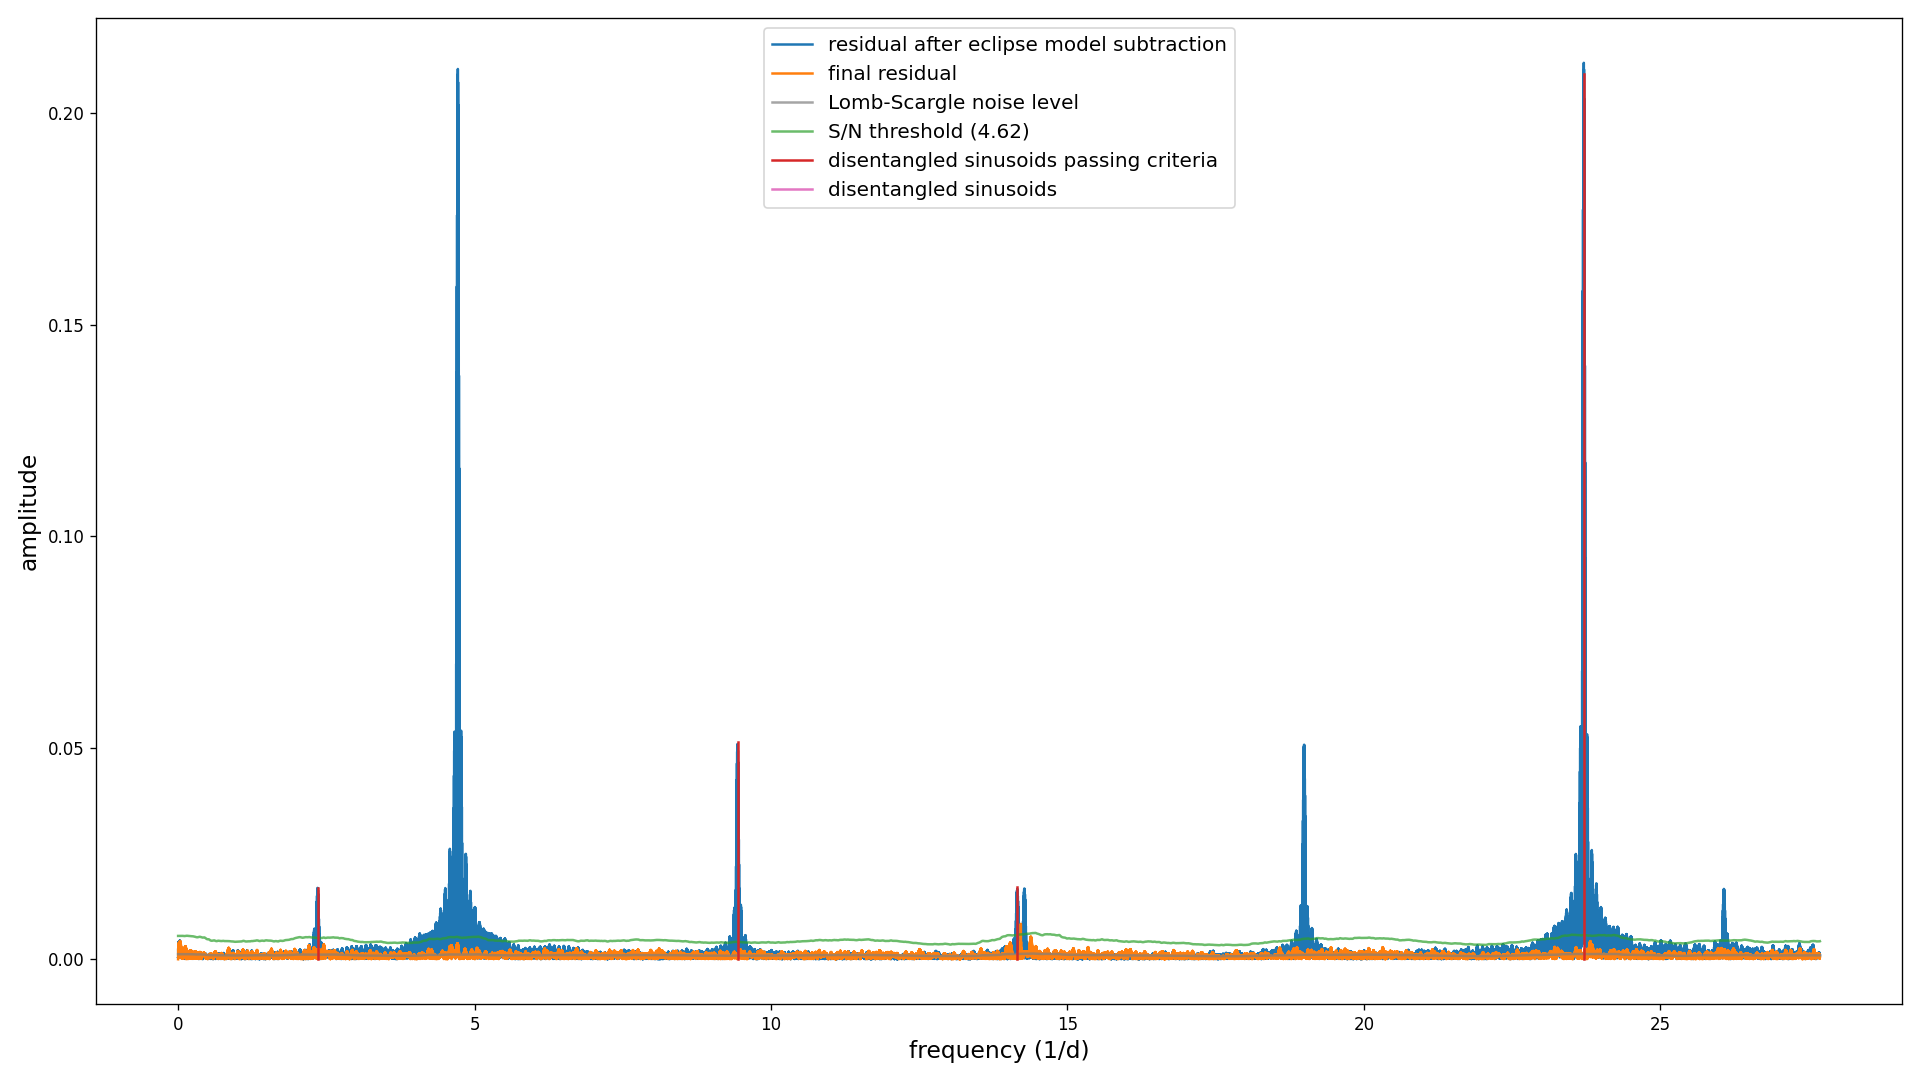 residual after eclipse model subtraction
final residual
Lomb-Scargle noise level
S/N threshold (4.62)
disentangled sinusoids passing criteria
disentangled sinusoids
amplitude
0.20
0.15
0.10
0.05
0.00
0
5
10
15
20
25
frequency (1/d)